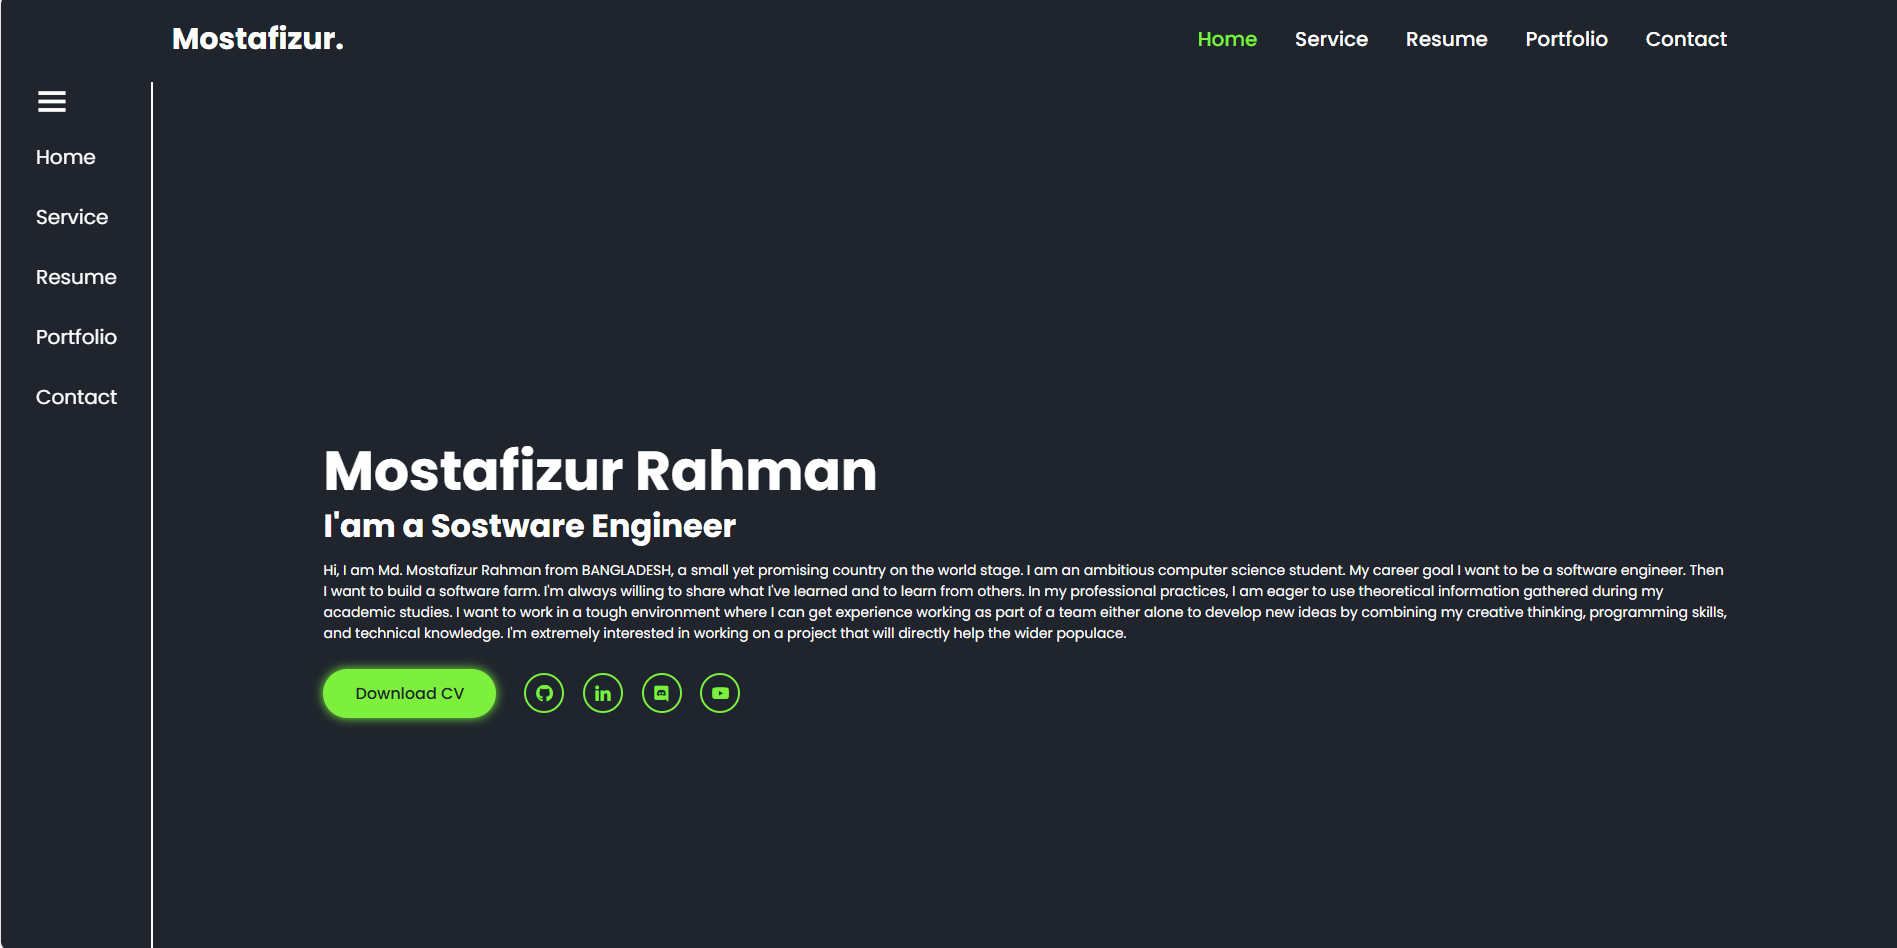 Mostafizur.
Home Service Resume Portfolio Contact
Home
Service
Resume
Portfolio
Contact
Mostafizur Rahman
I'am a Sostware Engineer
Hi, I am Md. Mostafizur Rahman from BANGLADESH, a small yet promising country on the world stage. I am an ambitious computer science student. My career goal I want to be a software engineer. Then
I want to build a software farm. I'm always willing to share what I've learned and to learn from others. In my professional practices, I am eager to use theoretical information gathered during my
academic studies. I want to work in a tough environment where I can get experience working as part of a team either alone to develop new ideas by combining my creative thinking, programming skills,
and technical knowledge. I'm extremely interested in working on a project that will directly help the wider populace.
Download CV
in